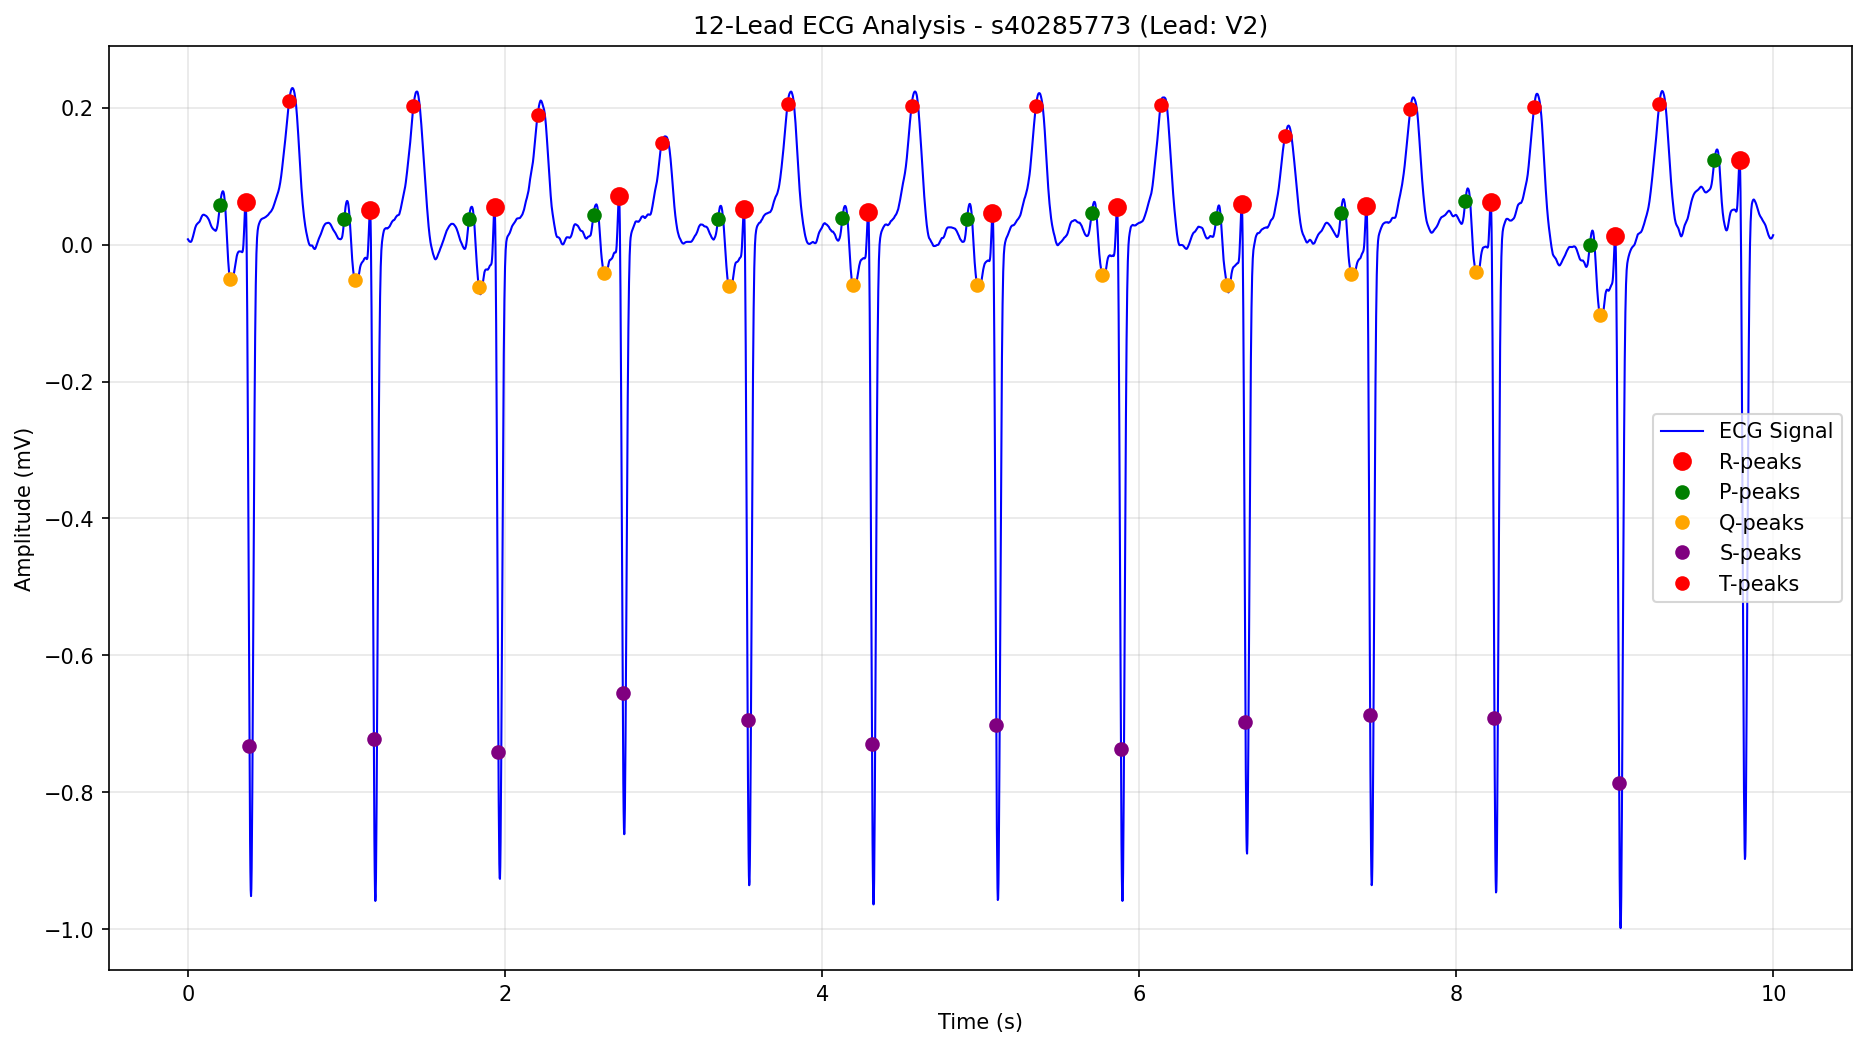 12-Lead ECG Analysis - s40285773 (Lead: V2)
Amplitude (mV)
0.2
0.0
−0.2
−0.4
−0.6
−0.8
−1.0
ECG Signal
R-peaks
P-peaks
Q-peaks
S-peaks
T-peaks
0 2 4 6 8 10
Time (s)